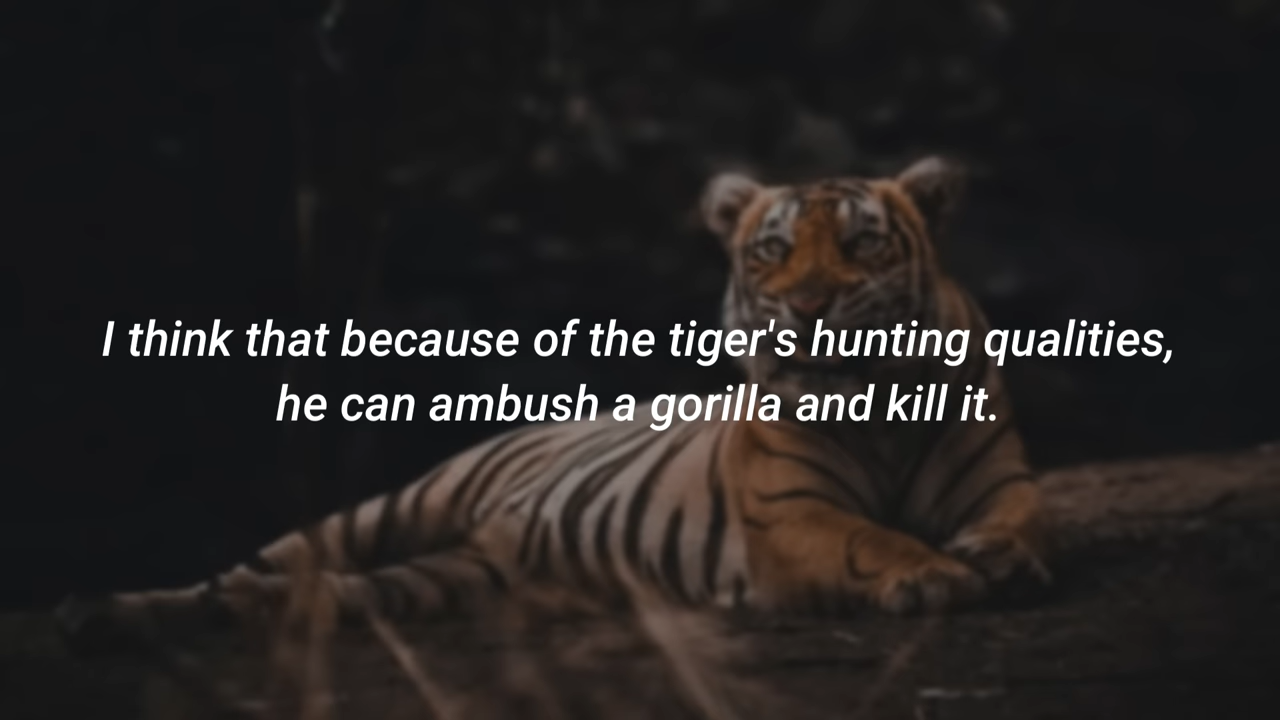 I think that because of the tiger's hunting qualities,
he can ambush a gorilla and kill it.